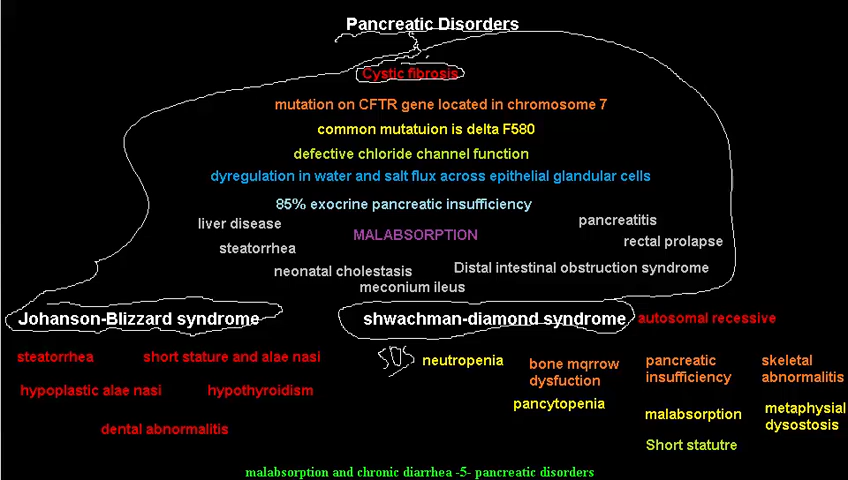 Pancreatic Disorders
Cystic fibrosis
mutation on CFTR gene located in chromosome 7
common mutatuion is delta F580
defective chloride channel function
dyregulation in water and salt flux across epithelial glandular cells
85% exocrine pancreatic insufficiency
liver disease
pancreatitis
MALABSORPTION
steatorrhea
rectal prolapse
neonatal cholestasis
Distal intestinal obstruction syndrome
meconium ileus
Johanson-Blizzard syndrome
shwachman-diamond syndrome
autosomal recessive
steatorrhea
short stature and alae nasi
hypoplastic alae nasi
hypothyroidism
dental abnormalitis
SDS
neutropenia
bone mqrrow
dysfuction
pancreatic
insufficiency
skeletal
abnormalitis
pancytopenia
malabsorption
metaphysial
dysostosis
Short statutre
malabsorption and chronic diarrhea -5- pancreatic disorders